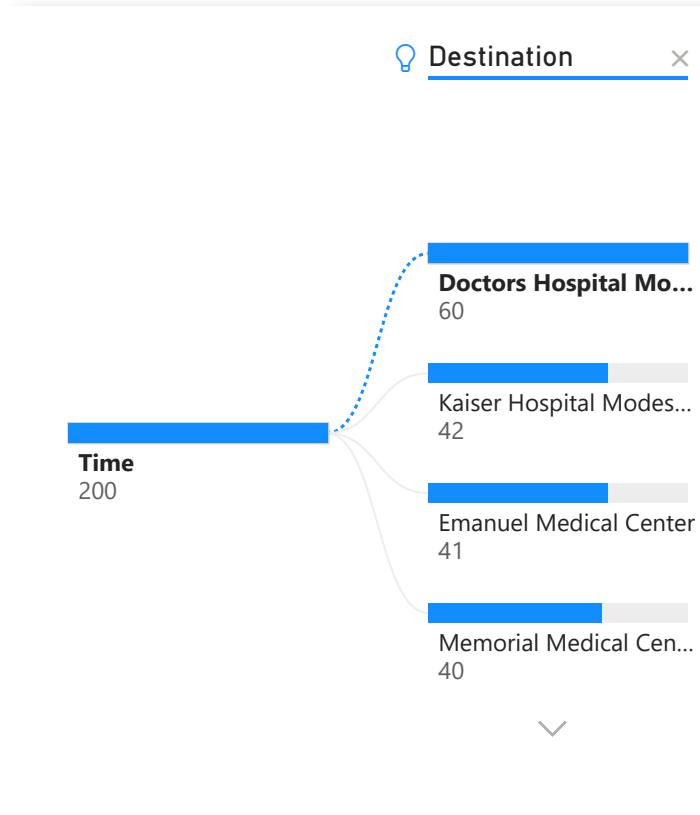 Destination
Doctors Hospital Mo...
60
Kaiser Hospital Modes...
42
Time
200
Emanuel Medical Center
41
Memorial Medical Cen...
40